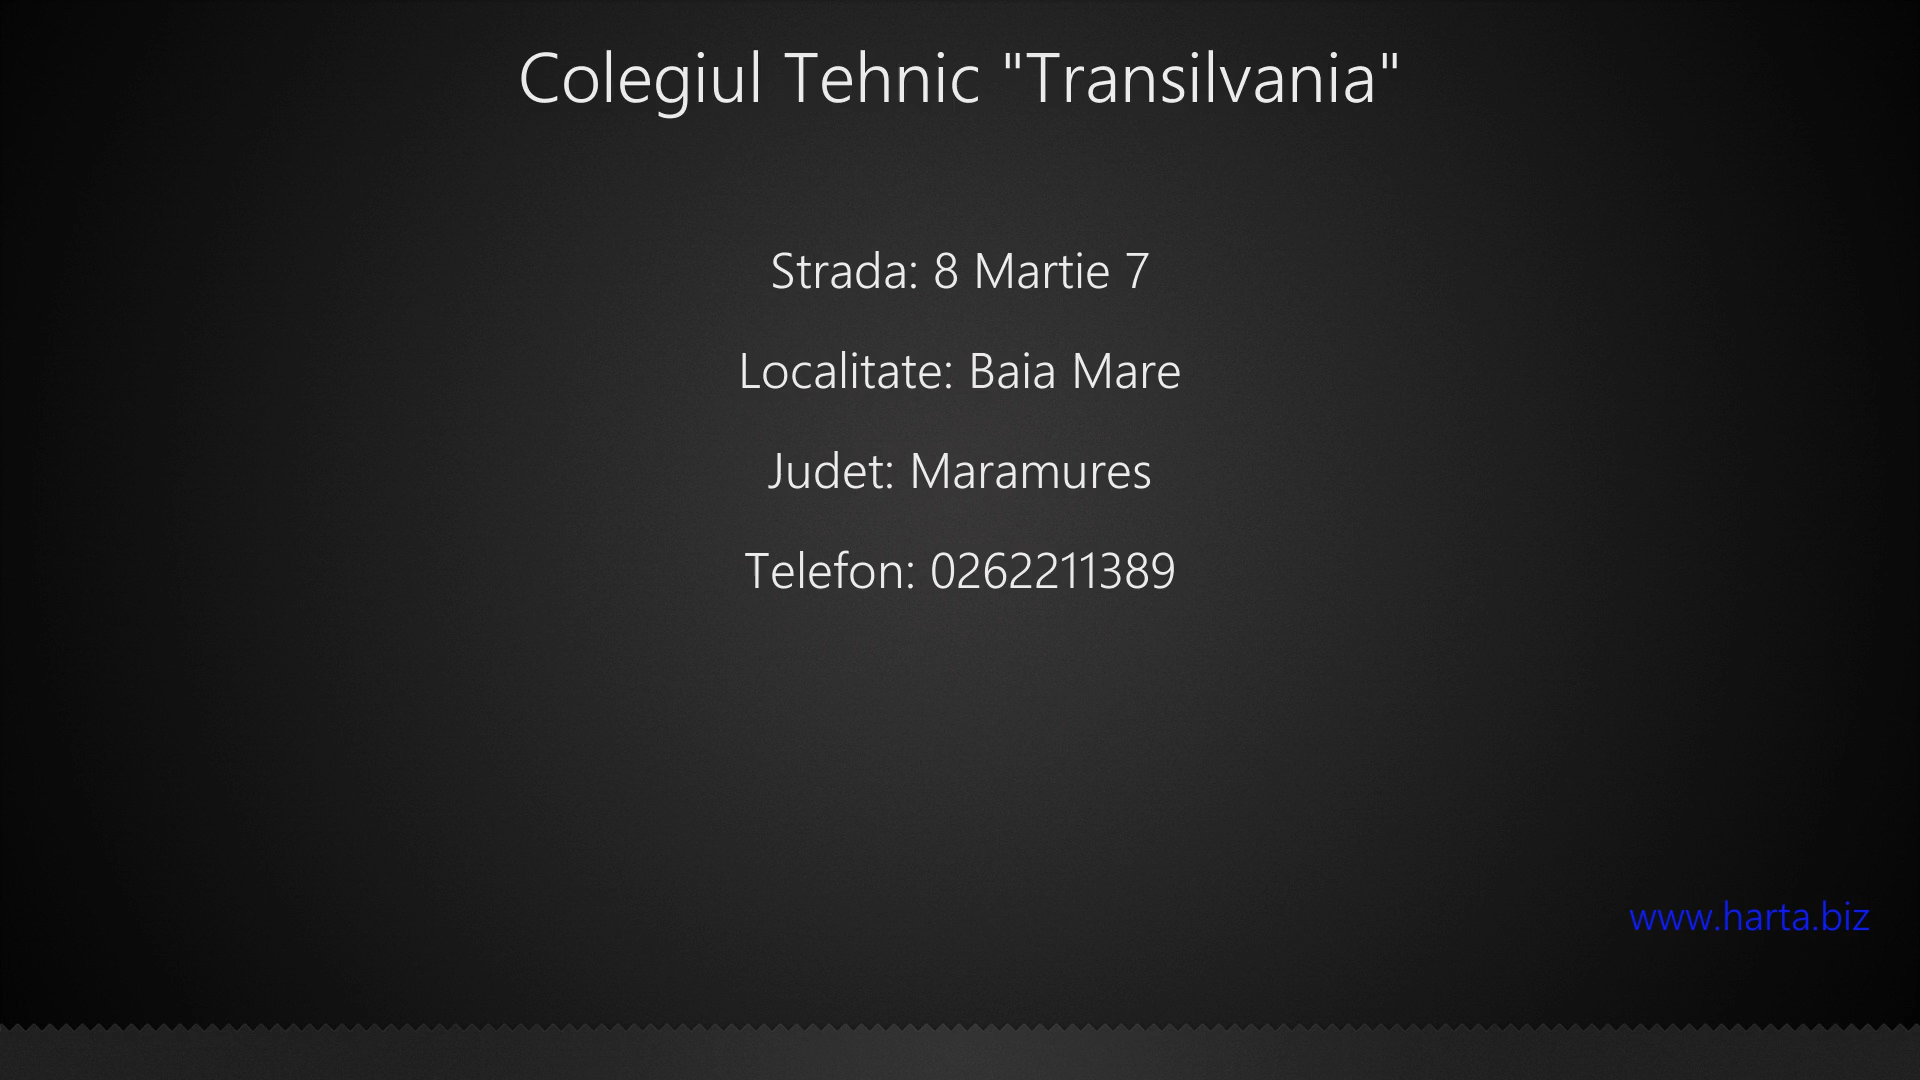 Colegiul Tehnic "Transilvania"
Strada: 8 Martie 7
Localitate: Baia Mare
Judet: Maramures
Telefon: 0262211389
www.harta.biz